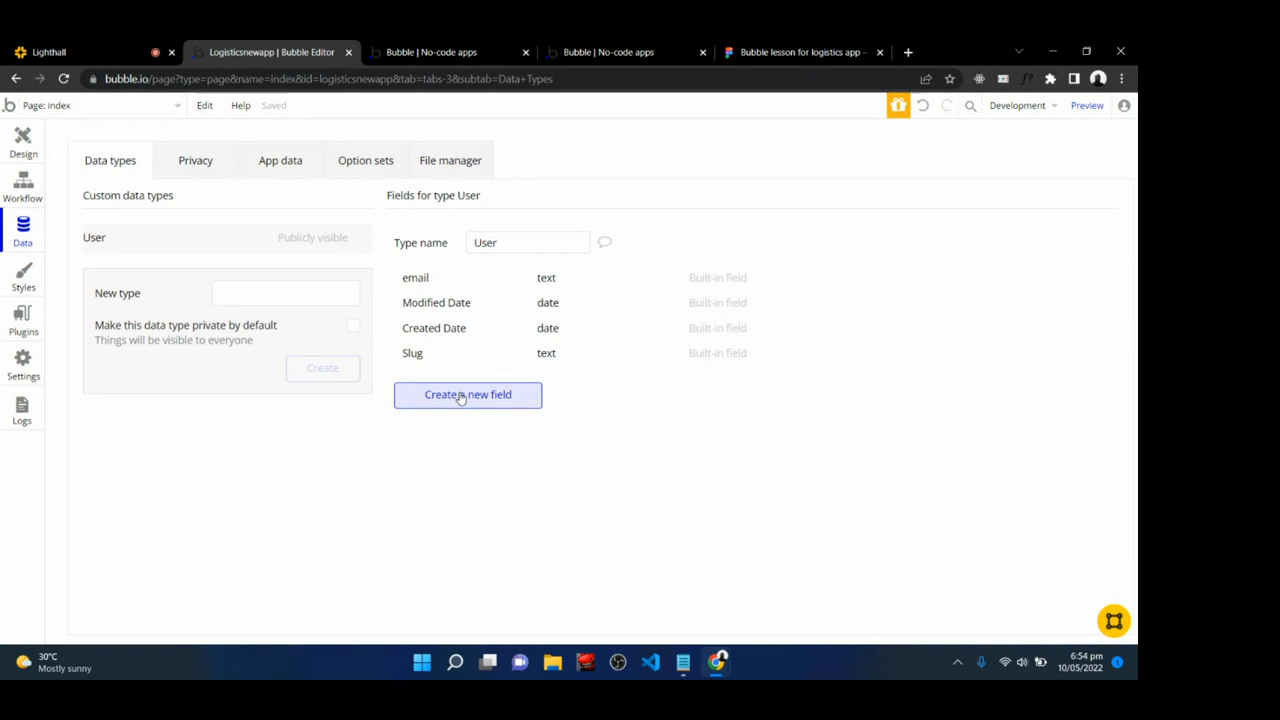 Lighthall
Logisticsnewapp | Bubble Editor
Bubble | No-code apps
Bubble | No-code apps
Bubble lesson for logistics app –
bubble.io/page?type=page&name=index&id=logisticsnewapp&tab=tabs-3&subtab=Data+Types
Page: index
Edit
Help
Saved
Development
Preview
Design
Workflow
Data
Styles
Plugins
Settings
Logs
Data types
Privacy
App data
Option sets
File manager
Custom data types
User
Publicly visible
New type
Make this data type private by default
Things will be visible to everyone
Create
Fields for type User
Type name
User
email text Built-in field
Modified Date date Built-in field
Created Date date Built-in field
Slug text Built-in field
Create a new field
30°C
Mostly sunny
6:54 pm
10/05/2022
1